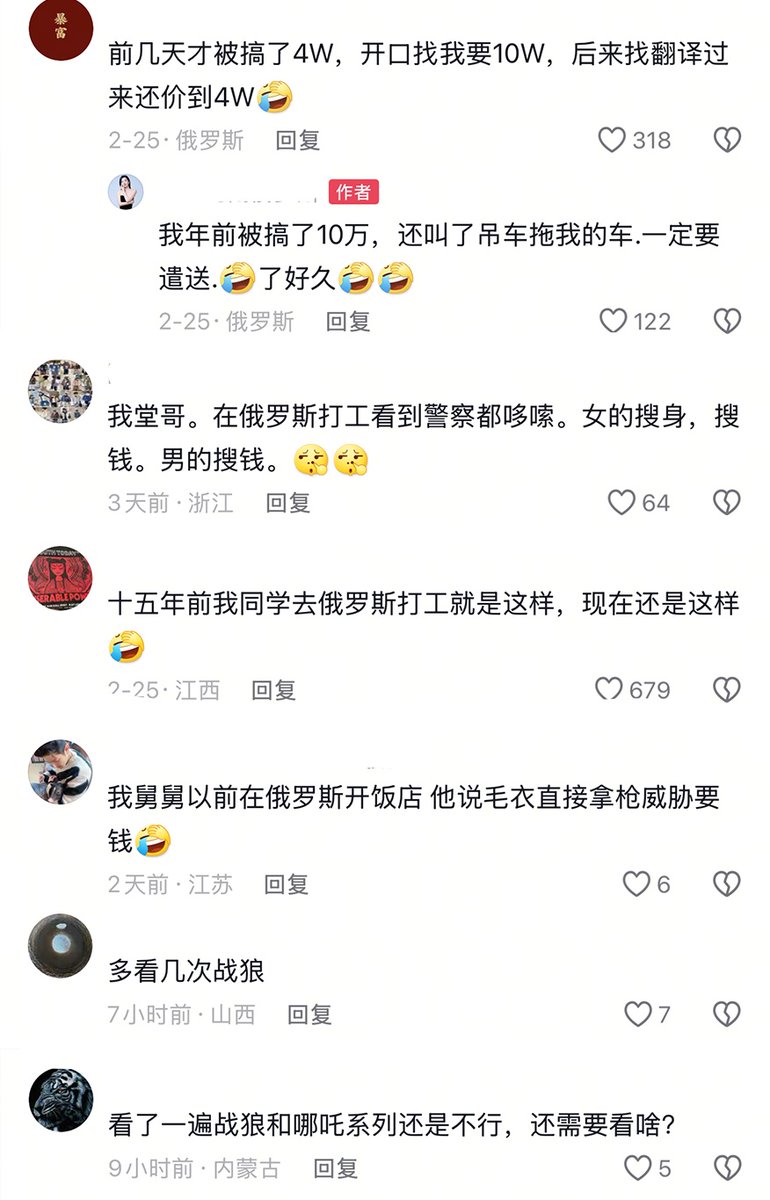 暴富
前几天才被搞了4W，开口找我要10W，后来找翻译过
来还价到4W🤣
2-25·俄罗斯 回复 318
作者
我年前被搞了10万，还叫了吊车拖我的车.一定要
遣送.🤣了好久🤣🤣
2-25·俄罗斯 回复 122
我堂哥。在俄罗斯打工看到警察都哆嗦。女的搜身，搜
钱。男的搜钱。
3天前·浙江 回复 64
十五年前我同学去俄罗斯打工就是这样，现在还是这样
🤣
2-25·江西 回复 679
我舅舅以前在俄罗斯开饭店 他说毛衣直接拿枪威胁要
钱🤣
2天前·江苏 回复 6
多看几次战狼
7小时前·山西 回复 7
看了一遍战狼和哪吒系列还是不行，还需要看啥？
9小时前·内蒙古 回复 5